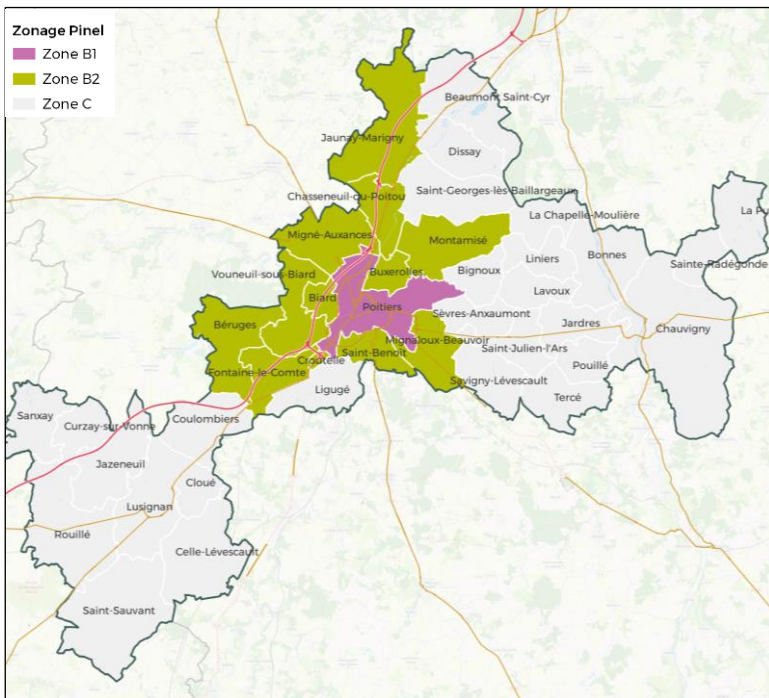 Zonage Pinel
Zone B1
Zone B2
Zone C
Beaumont Saint-Cyr
Jaunay-Marigny
Dissay
Saint-Georges-lès-Baillargeaux
Chasseneuil-du-Poitou
La Chapelle-Moulière
La Pu
Migné-Auxances
Montamisé
Liniers
Bonnes
Sainte-Radégonde
Vouneuil-sous-Biard
Buxerolles
Bignoux
Biard
Lavoux
Poitiers
Sèvres-Anxaumont
Béruges
Jardres
Chauvigny
Mignaloux-Beauvoir
Saint-Benoît
Saint-Julien-l'Ars
Croutelle
Fontaine-le-Comte
Pouillé
Savigny-Lévescault
Ligugé
Tercé
Sanxay
Coulombiers
Curzay-sur-Vonne
Jazeneuil
Cloué
Lusignan
Rouillé
Celle-Lévescault
Saint-Sauvant